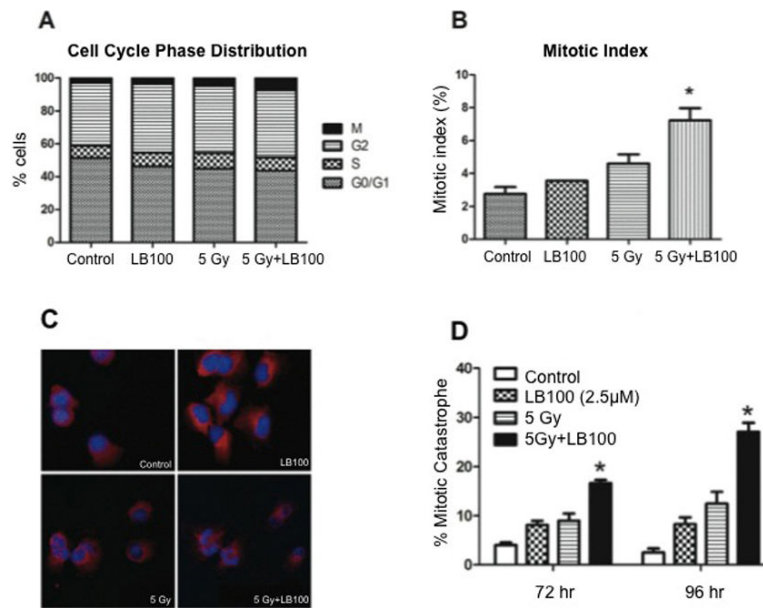 A
Cell Cycle Phase Distribution
100
80
60
40
20
0
% cells
Control LB100 5 Gy 5 Gy+LB100
M
G2
S
G0/G1
B
Mitotic Index
10
8
6
4
2
0
Mitotic index (%)
*
Control LB100 5 Gy 5 Gy+LB100
C
Control
LB100
5 Gy
5 Gy+LB100
D
40
30
20
10
0
% Mitotic Catastrophe
Control
LB100 (2.5µM)
5 Gy
5Gy+LB100
*
*
72 hr 96 hr